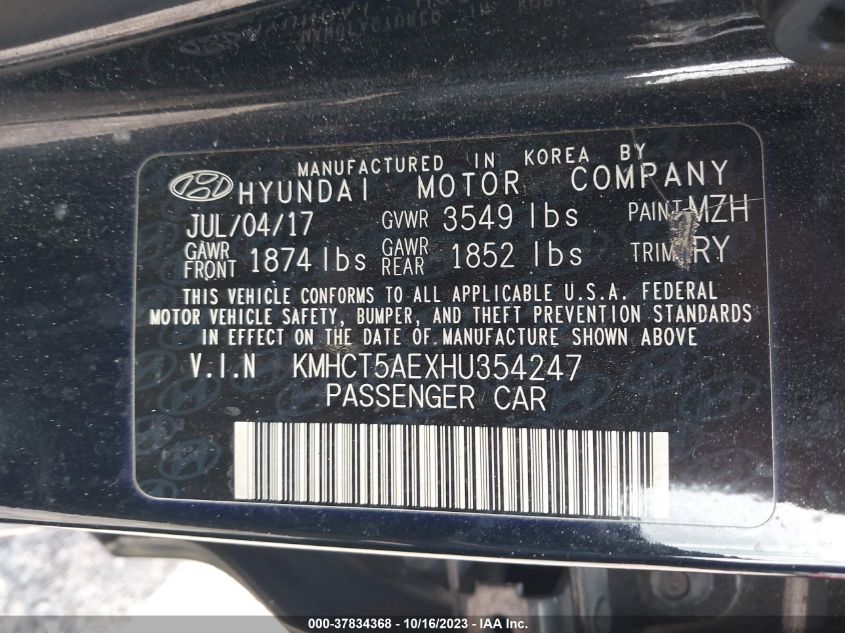 MANUFACTURED IN KOREA BY
HYUNDAI MOTOR COMPANY
JUL/04/17 GVWR 3549 lbs PAINT MZH
GAWR FRONT 1874 lbs GAWR REAR 1852 lbs TRIM RY
THIS VEHICLE CONFORMS TO ALL APPLICABLE U.S.A. FEDERAL
MOTOR VEHICLE SAFETY, BUMPER, AND THEFT PREVENTION STANDARDS
IN EFFECT ON THE DATE OF MANUFACTURE SHOWN ABOVE
V.I.N KMHCT5AEXHU354247
PASSENGER CAR
000-37834368 | 10/16/2023 - © IAA Inc.